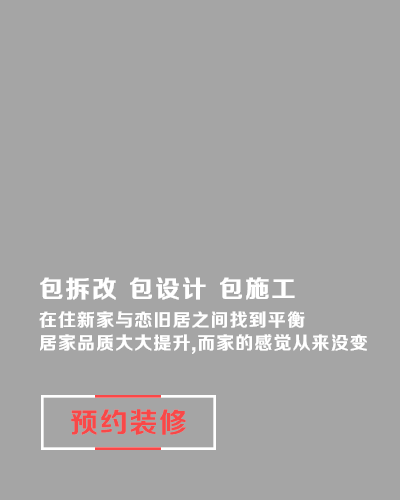 包拆改 包设计 包施工
在住新家与恋旧居之间找到平衡
居家品质大大提升,而家的感觉从来没变
预约装修